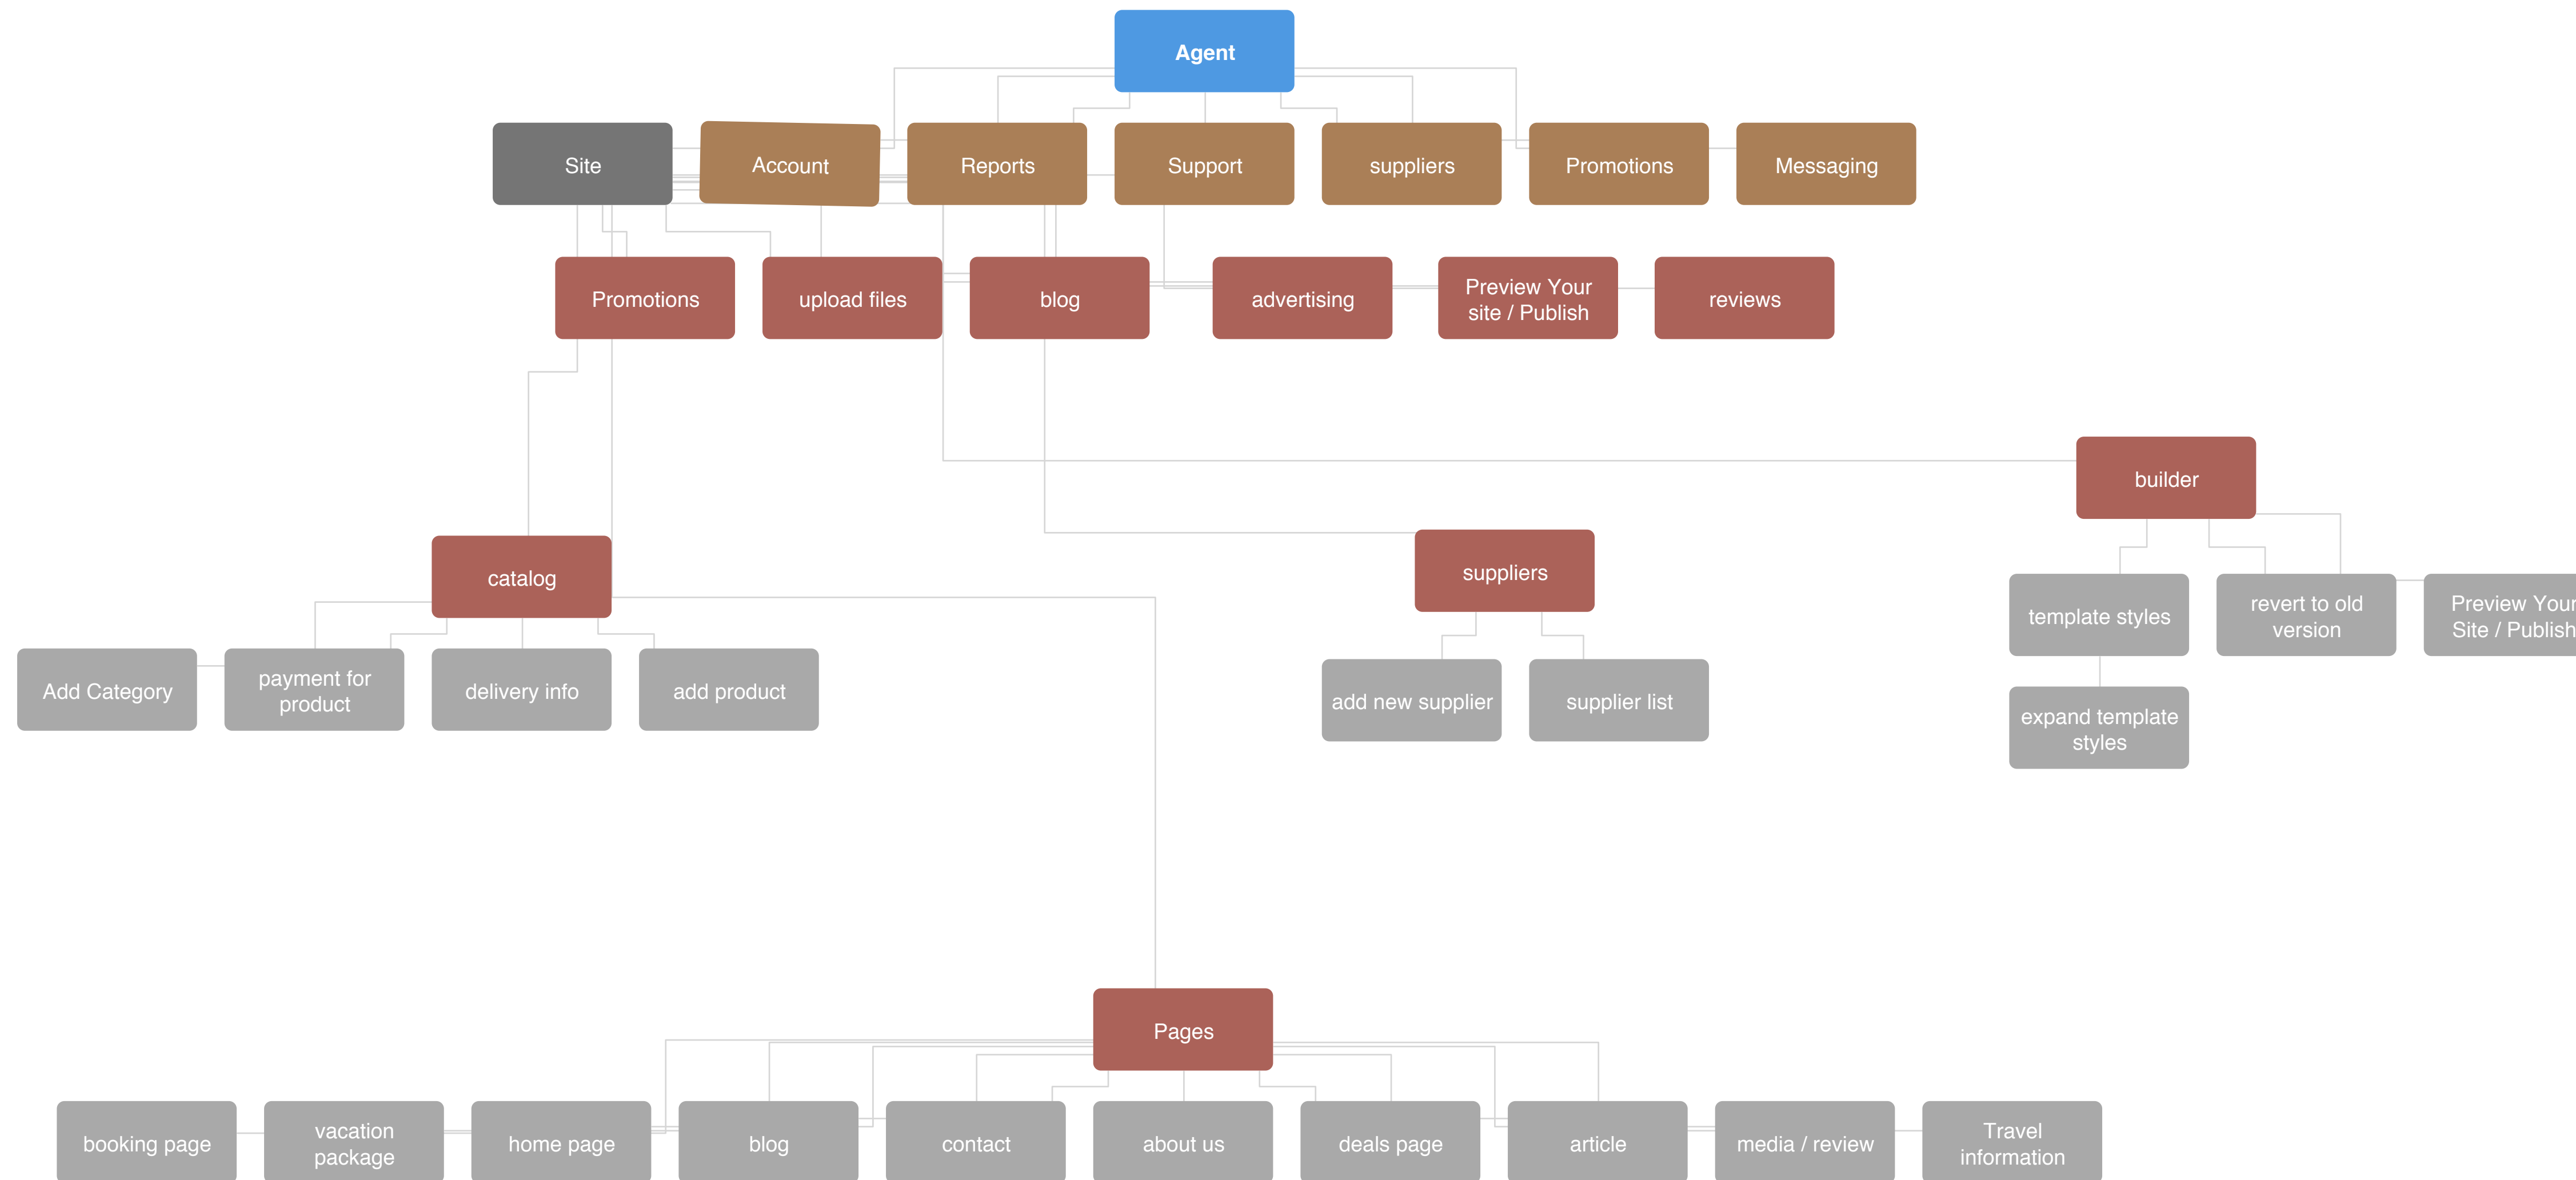 Agent
Site
Account
Reports
Support
suppliers
Promotions
Messaging
Promotions
upload files
blog
advertising
Preview Your
site / Publish
reviews
builder
catalog
suppliers
template styles
revert to old
version
Preview Your
Site / Publish
Add Category
payment for
product
delivery info
add product
add new supplier
supplier list
expand template
styles
Pages
booking page
vacation
package
home page
blog
contact
about us
deals page
article
media / review
Travel
information